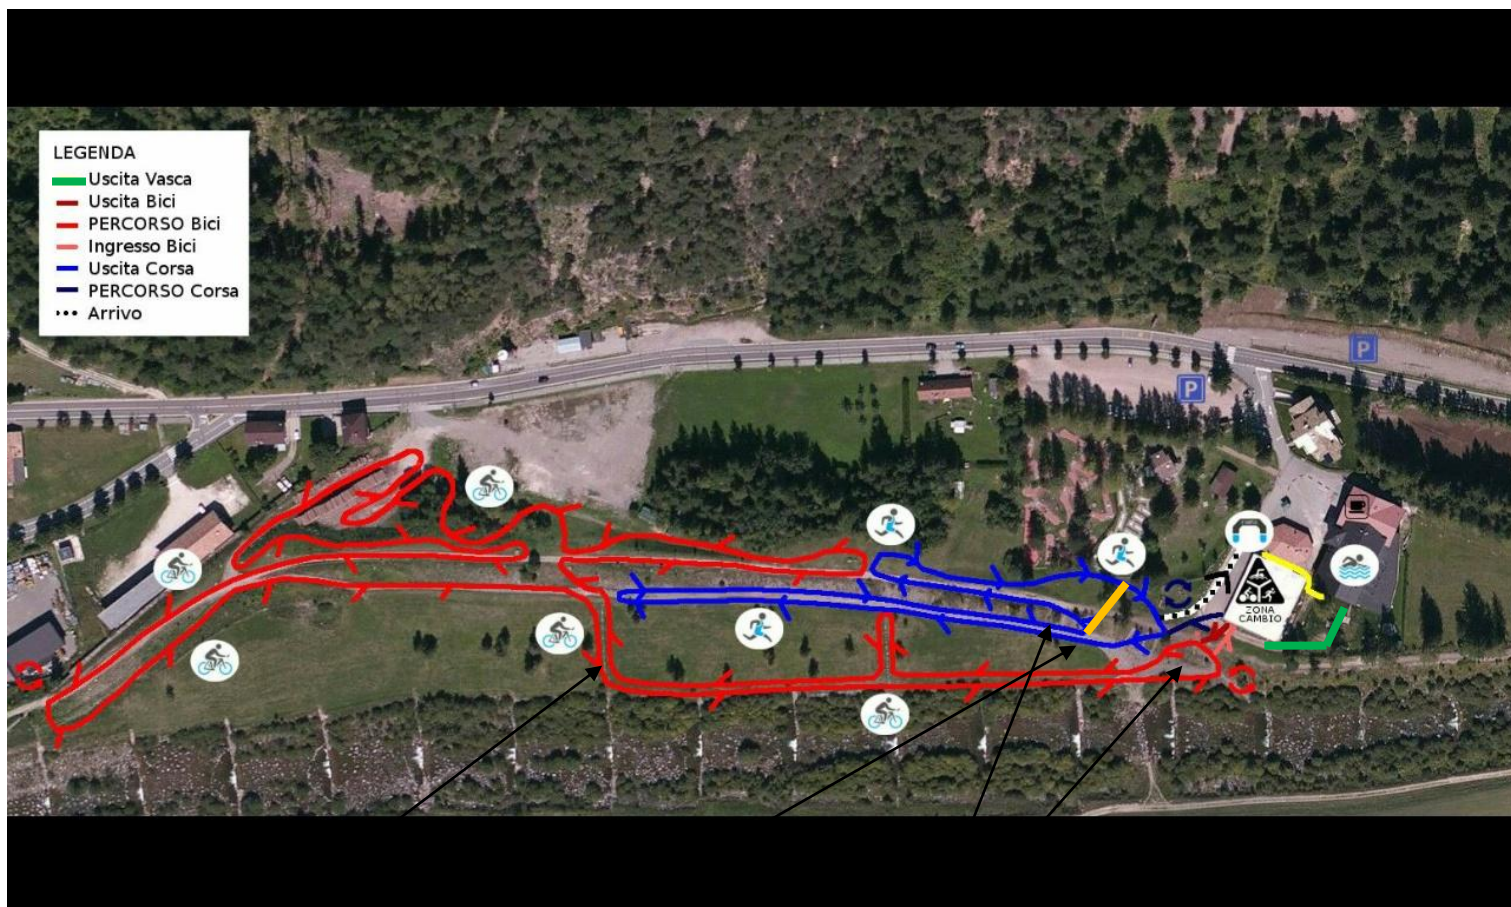 LEGENDA
Uscita Vasca
Uscita Bici
PERCORSO Bici
Ingresso Bici
Uscita Corsa
PERCORSO Corsa
Arrivo
P
P
ZONA
CAMBIO